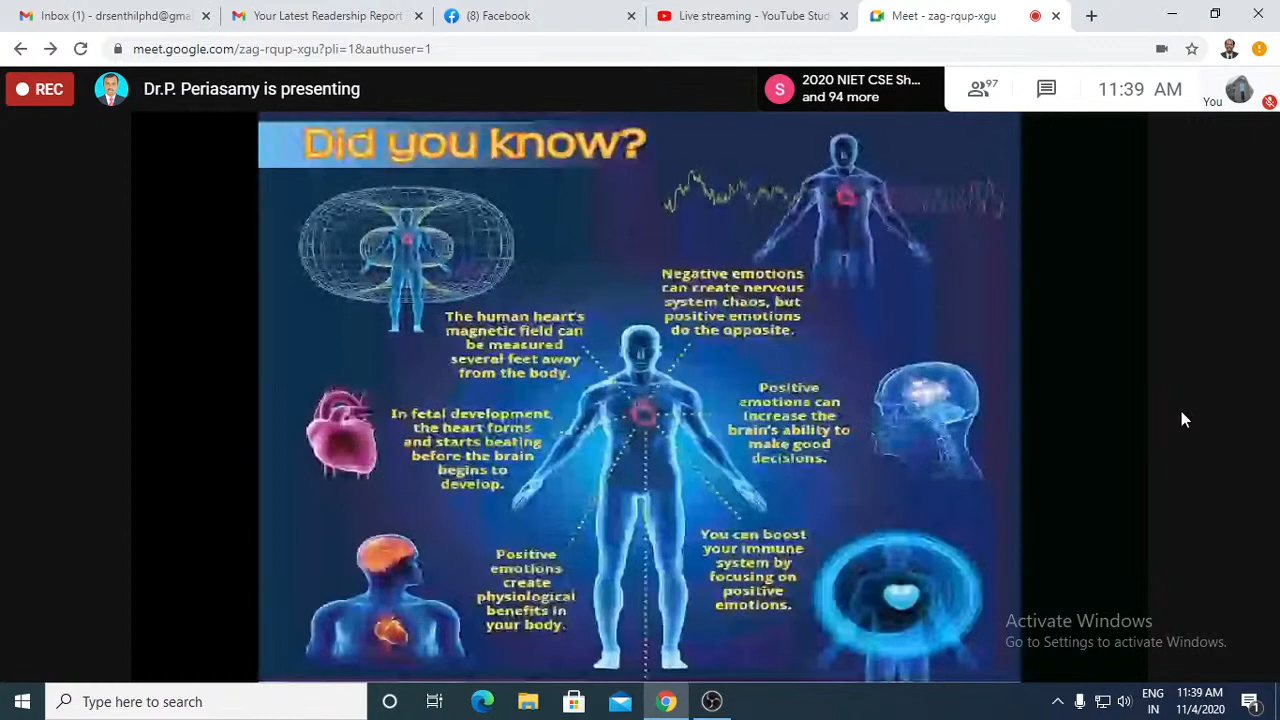 Inbox (1) - drsenthilphd@gma
Your Latest Readership Report
(8) Facebook
Live streaming - YouTube Stud
Meet - zag-rqup-xgu
meet.google.com/zag-rqup-xgu?pli=1&authuser=1
REC
Dr.P. Periasamy is presenting
S
2020 NIET CSE Sh...
and 94 more
97
11:39 AM
You
Did you know?
Negative emotions
can create nervous
system chaos, but
positive emotions
do the opposite.
The human heart's
magnetic field can
be measured
several feet away
from the body.
Positive
emotions can
increase the
brain's ability to
make good
decisions.
In fetal development,
the heart forms
and starts beating
before the brain
begins to
develop.
You can boost
your immune
system by
focusing on
positive
emotions.
Positive
emotions
create
physiological
benefits in
your body.
Activate Windows
Go to Settings to activate Windows.
Type here to search
ENG
IN
11:39 AM
11/4/2020
1